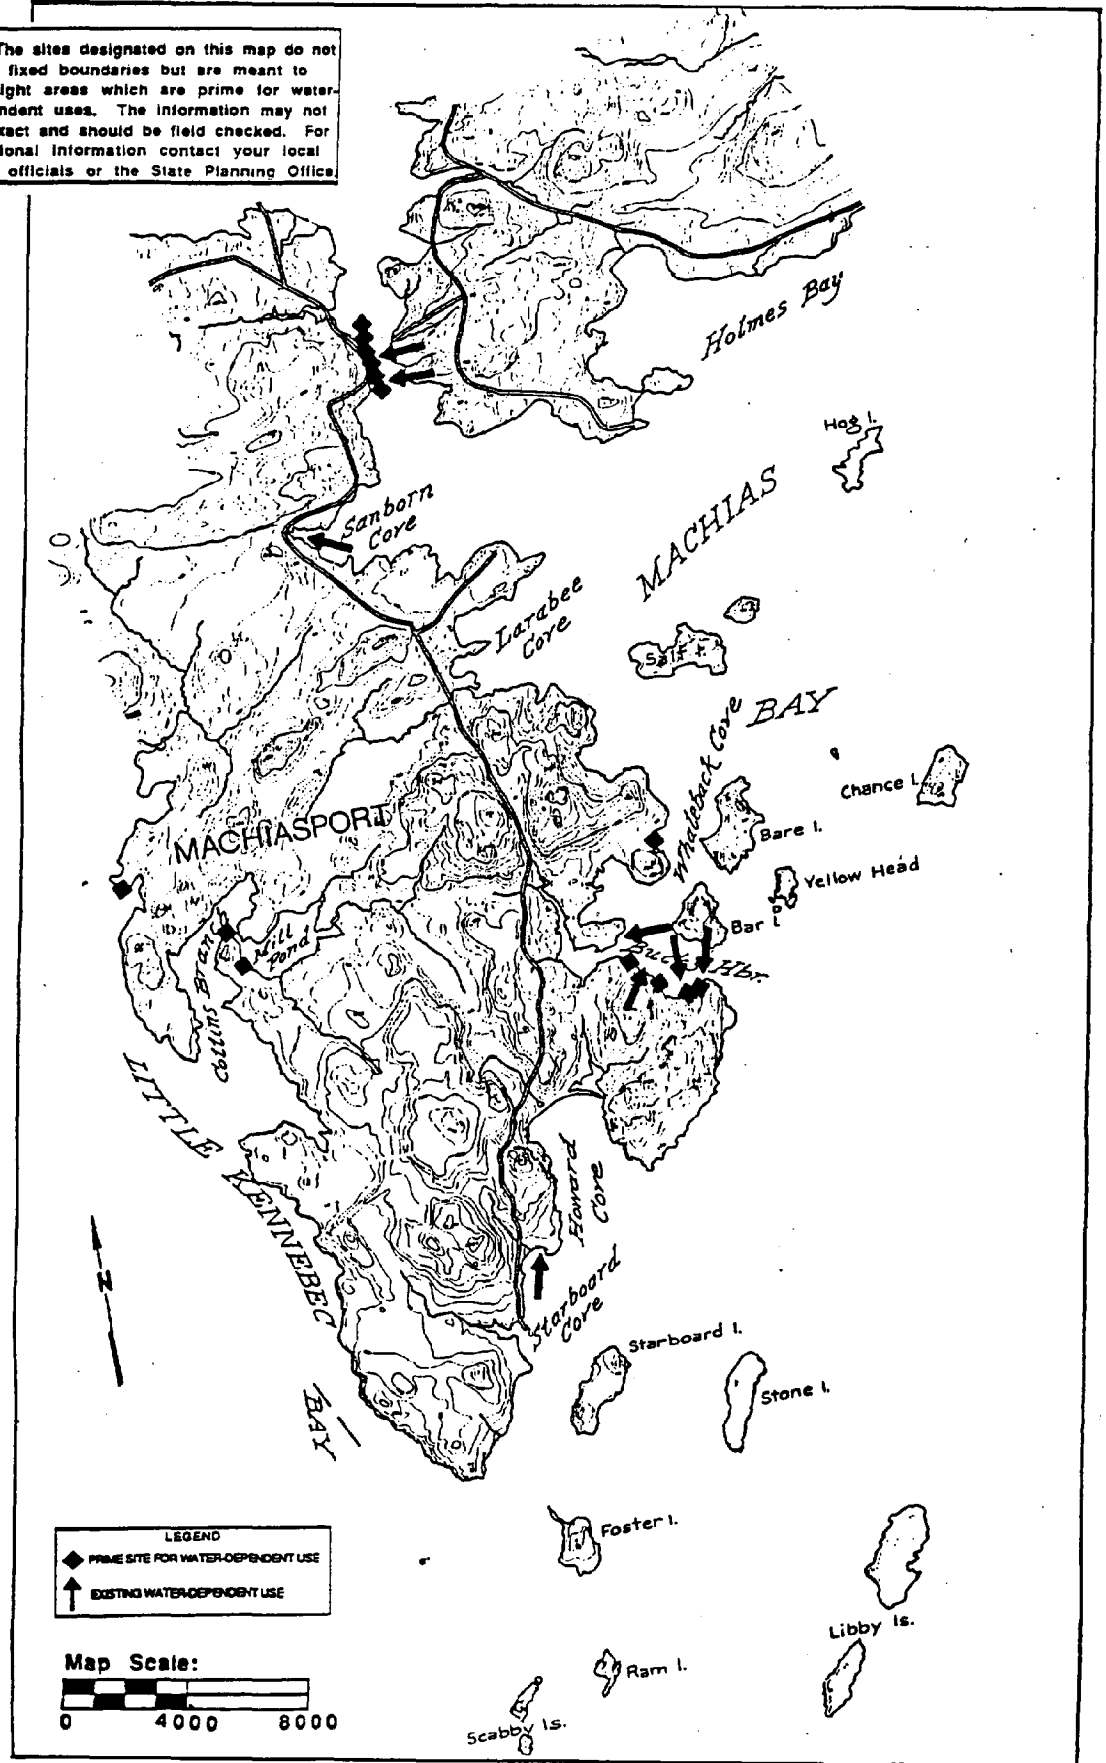 The sites designated on this map do not
fixed boundaries but are meant to
ight areas which are prime for water-
ndent uses. The information may not
xact and should be field checked. For
ional information contact your local
officials or the State Planning Office
Holmes Bay
Hog I.
Sanborn
Cove
MACHIAS
BAY
Larabee
Cove
Salt I.
Whaleback Cove
Chance I.
Bare I.
MACHIASPORT
Yellow Head
Bar I.
Mill
Pond
Collins Branch
Hbr.
LITTLE KENNEBEC
BAY
Howard
Cove
N
Starboard
Cove
Starboard I.
Stone I.
Foster I.
LEGEND
PRIME SITE FOR WATER-DEPENDENT USE
EXISTING WATER-DEPENDENT USE
Libby Is.
Ram I.
Map Scale:
0 4000 8000
Scabby Is.